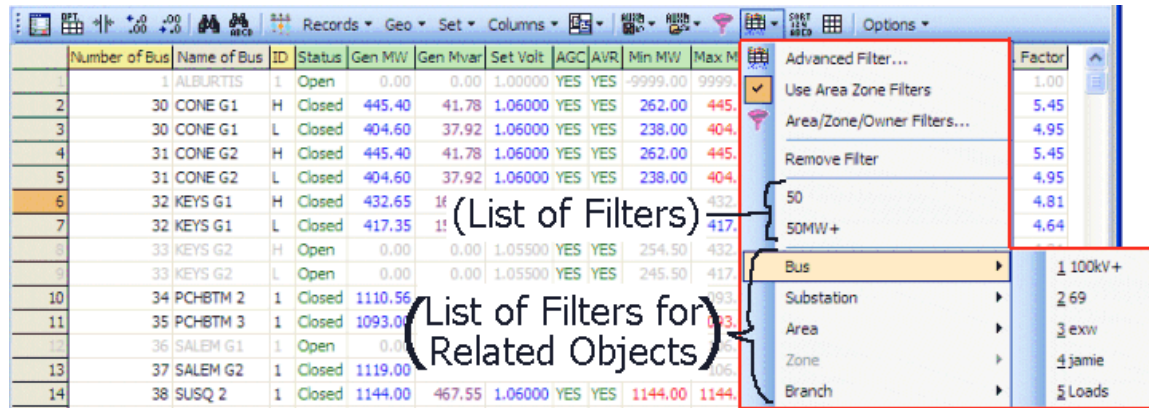 Records Geo Set Columns Options
Number of Bus Name of Bus ID Status Gen MW Gen Mvar Set Volt AGC AVR Min MW Max M . Factor
1 1 ALBURTIS 1 Open 0.00 0.00 1.00000 YES YES -9999.00 9999. 1.00
2 30 CONE G1 H Closed 445.40 41.78 1.06000 YES YES 262.00 445. 5.45
3 30 CONE G1 L Closed 404.60 37.92 1.06000 YES YES 238.00 404. 4.95
4 31 CONE G2 H Closed 445.40 41.78 1.06000 YES YES 262.00 445. 5.45
5 31 CONE G2 L Closed 404.60 37.92 1.06000 YES YES 238.00 404. 4.95
6 32 KEYS G1 H Closed 432.65 432. 4.81
7 32 KEYS G1 L Closed 417.35 417. 4.64
8 33 KEYS G2 H Open 0.00 0.00 1.05500 YES YES 254.50 432.
9 33 KEYS G2 L Open 0.00 0.00 1.05500 YES YES 245.50 417.
10 34 PCHBTM 2 1 Closed 1110.56
11 35 PCHBTM 3 1 Closed 1093.00
12 36 SALEM G1 1 Open
13 37 SALEM G2 1 Closed 1119.00
14 38 SUSQ 2 1 Closed 1144.00 467.55 1.06000 YES YES 1144.00 1144.
Advanced Filter...
Use Area Zone Filters
Area/Zone/Owner Filters...
Remove Filter
50
50MW+
Bus
Substation
Area
Zone
Branch
1 100kV+
2 69
3 exw
4 jamie
5 Loads
(List of Filters)
(List of Filters for
Related Objects)